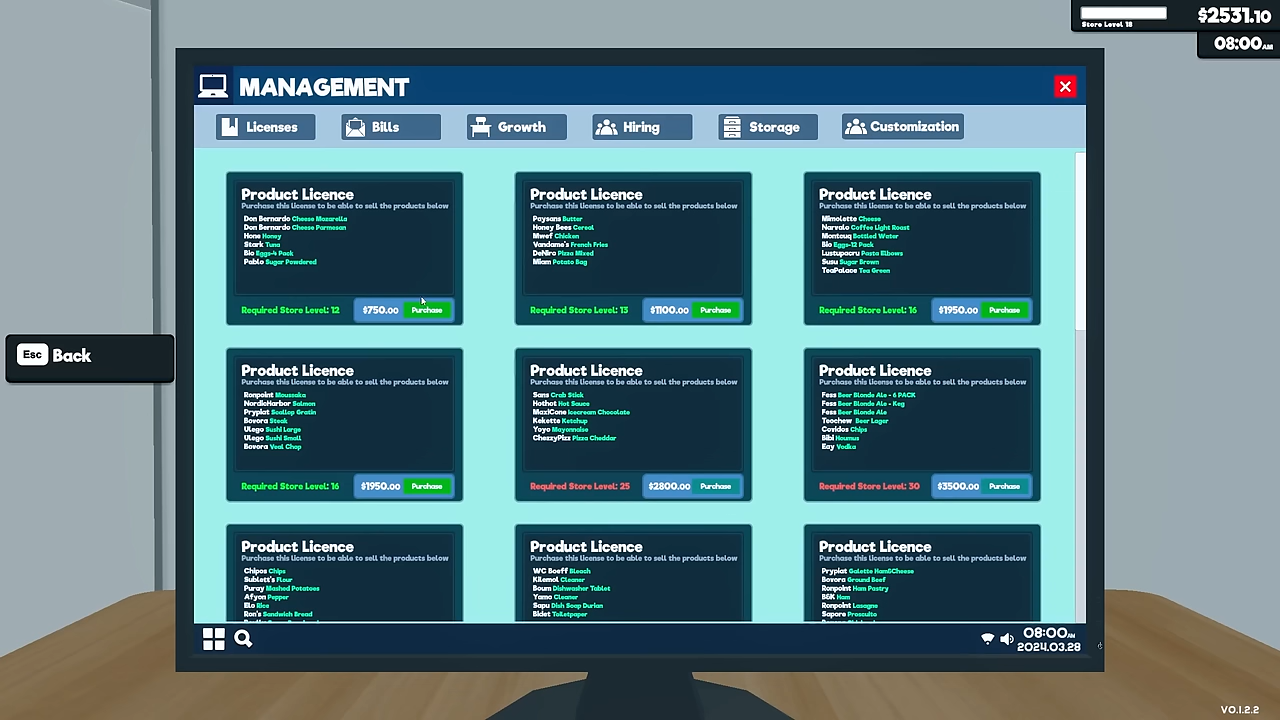 $2531.10
Store Level 18
08:00AM
MANAGEMENT
Licenses
Bills
Growth
Hiring
Storage
Customization
Product Licence
Purchase this license to be able to sell the products below
Don Bernardo Cheese Mozarella
Don Bernardo Cheese Parmesan
Hone Honey
Stark Tuna
Bio Eggs-4 Pack
Pablo Sugar Powdered
Required Store Level: 12
$750.00
Purchase
Product Licence
Purchase this license to be able to sell the products below
Paysans Butter
Honey Bees Cereal
Mwef Chicken
Vandame's French Fries
DeNiro Pizza Mixed
Miam Potato Bag
Required Store Level: 13
$1100.00
Purchase
Product Licence
Purchase this license to be able to sell the products below
Mimolette Cheese
Narvalo Coffee Light Roast
Montcuq Bottled Water
Bio Eggs-12 Pack
Lustupacru Pasta Elbows
Susu Sugar Brown
TeaPalace Tea Green
Required Store Level: 16
$1950.00
Purchase
Esc Back
Product Licence
Purchase this license to be able to sell the products below
Ronpoint Moussaka
NordicHarbor Salmon
Prypiat Scallop Gratin
Bovora Steak
Ulego Sushi Large
Ulego Sushi Small
Bovora Veal Chop
Required Store Level: 16
$1950.00
Purchase
Product Licence
Purchase this license to be able to sell the products below
Sans Crab Stick
Hothot Hot Sauce
MaxiCone Icecream Chocolate
Kekette Ketchup
Yoyo Mayonnaise
ChezzyPizz Pizza Cheddar
Required Store Level: 25
$2800.00
Purchase
Product Licence
Purchase this license to be able to sell the products below
Fess Beer Blonde Ale - 6 PACK
Fess Beer Blonde Ale - Keg
Fess Beer Blonde Ale
Teochew Beer Lager
Covidos Chips
Bibi Houmus
Eay Vodka
Required Store Level: 30
$3500.00
Purchase
Product Licence
Purchase this license to be able to sell the products below
Chipos Chips
Sublett's Flour
Puray Mashed Potatoes
Afyon Pepper
Elo Rice
Ron's Sandwich Bread
Product Licence
Purchase this license to be able to sell the products below
WC Boeff Bleach
Kilemol Cleaner
Boum Dishwasher Tablet
Yamo Cleaner
Sapu Dish Soap Durian
Bidet Toiletpaper
Product Licence
Purchase this license to be able to sell the products below
Prypiat Galette Ham&Cheese
Bovora Ground Beef
Ronpoint Ham Pastry
B&K Ham
Ronpoint Lasagne
Sapore Proscuito
08:00AM
2024.03.28
V0.1.2.2